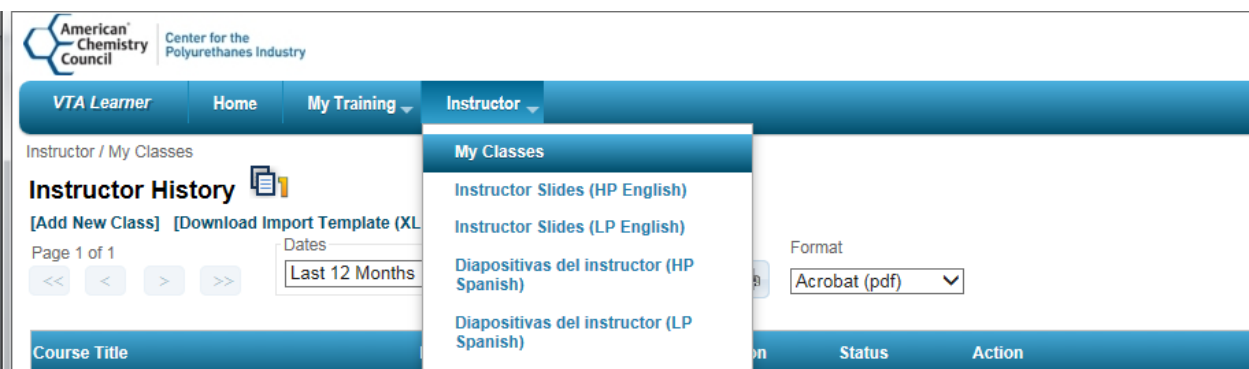 American
Chemistry
Council
Center for the
Polyurethanes Industry
VTA Learner Home My Training Instructor
Instructor / My Classes
My Classes
Instructor History
Instructor Slides (HP English)
[Add New Class] [Download Import Template (XL
Instructor Slides (LP English)
Page 1 of 1
Dates
Format
<< < > >>
Last 12 Months
Diapositivas del instructor (HP
Spanish)
Acrobat (pdf)
Diapositivas del instructor (LP
Spanish)
Course Title
on Status Action